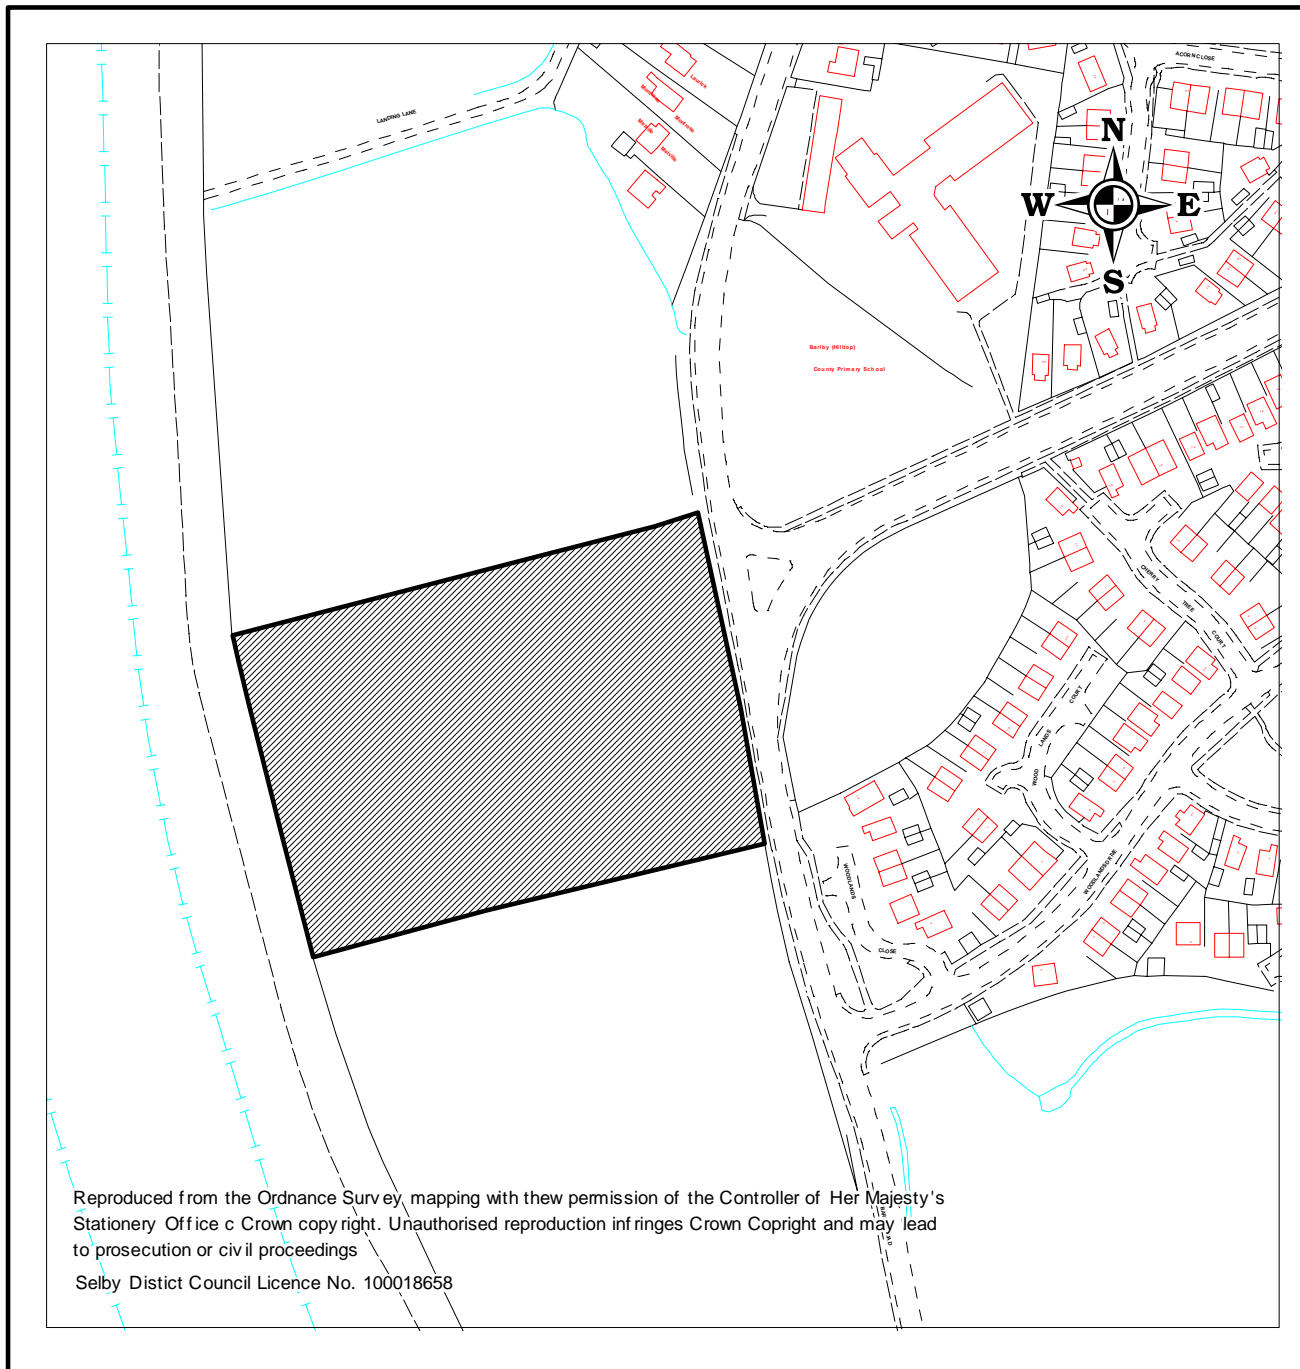 ACORN CLOSE
LANDING LANE
Laurick
Melville
N
W
E
S
Barlby (Hilltop)
County Primary School
CHERRY
TREE
COURT
COURT
LANDS
WOOD
WOODLANDS
CLOSE
Reproduced from the Ordnance Survey mapping with thew permission of the Controller of Her Majesty's
Stationery Office c Crown copyright. Unauthorised reproduction infringes Crown Copright and may lead
to prosecution or civil proceedings
Selby Distict Council Licence No. 100018658